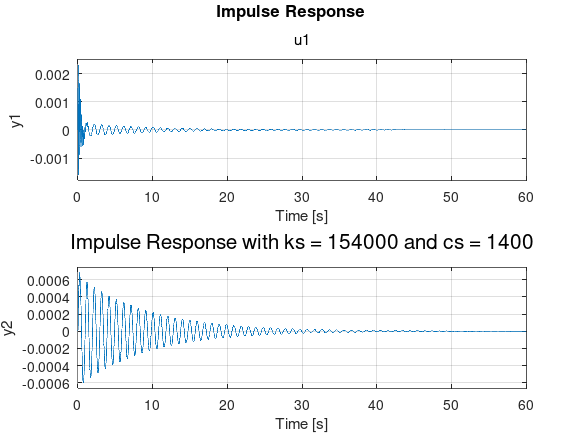 Impulse Response
u1
0.002
0.001
0
-0.001
y1
0 10 20 30 40 50 60
Time [s]
Impulse Response with ks = 154000 and cs = 1400
0.0006
0.0004
0.0002
0
-0.0002
-0.0004
-0.0006
y2
0 10 20 30 40 50 60
Time [s]